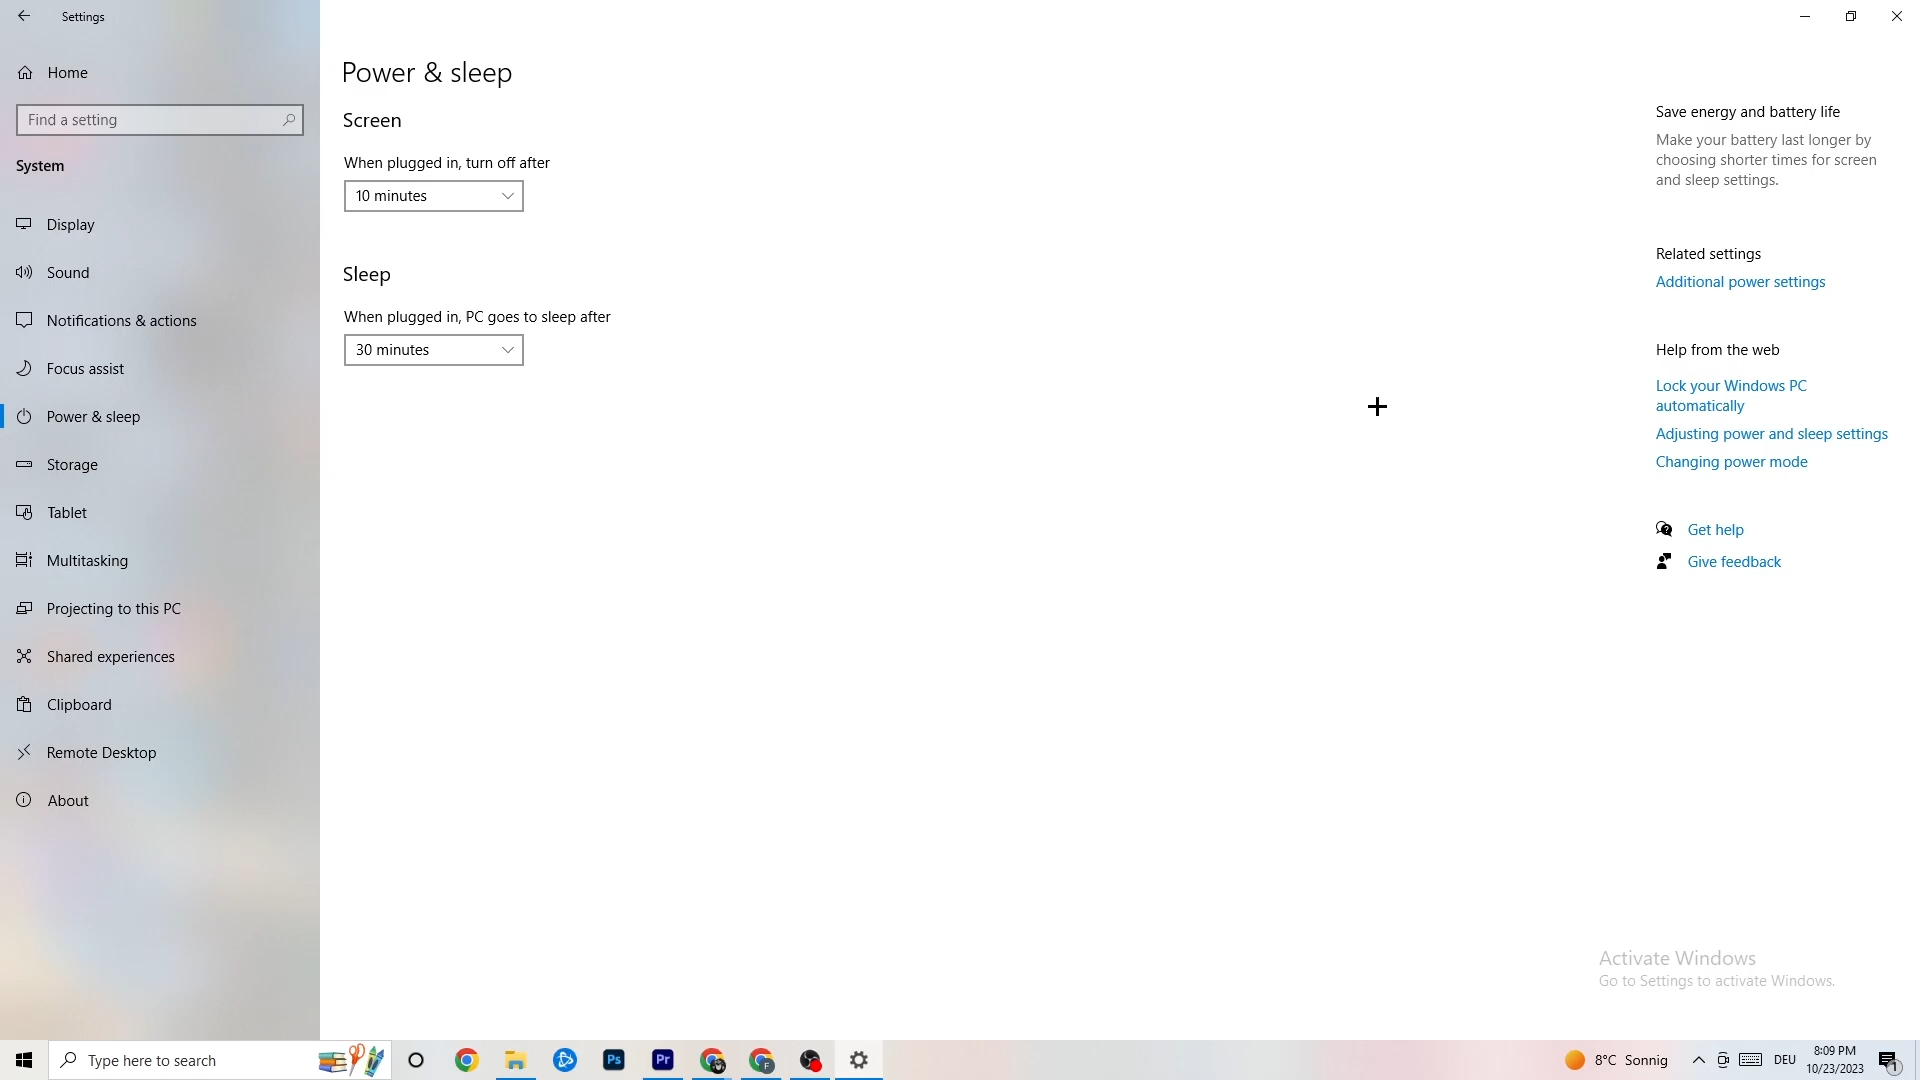 Settings
Home
Find a setting
System
Display
Sound
Notifications & actions
Focus assist
Power & sleep
Storage
Tablet
Multitasking
Projecting to this PC
Shared experiences
Clipboard
Remote Desktop
About
Power & sleep
Screen
When plugged in, turn off after
10 minutes
Sleep
When plugged in, PC goes to sleep after
30 minutes
Save energy and battery life
Make your battery last longer by
choosing shorter times for screen
and sleep settings.
Related settings
Additional power settings
Help from the web
Lock your Windows PC
automatically
Adjusting power and sleep settings
Changing power mode
Get help
Give feedback
Activate Windows
Go to Settings to activate Windows.
Type here to search
Ps
Pr
F
8°C Sonnig
DEU
8:09 PM
10/23/2023
1